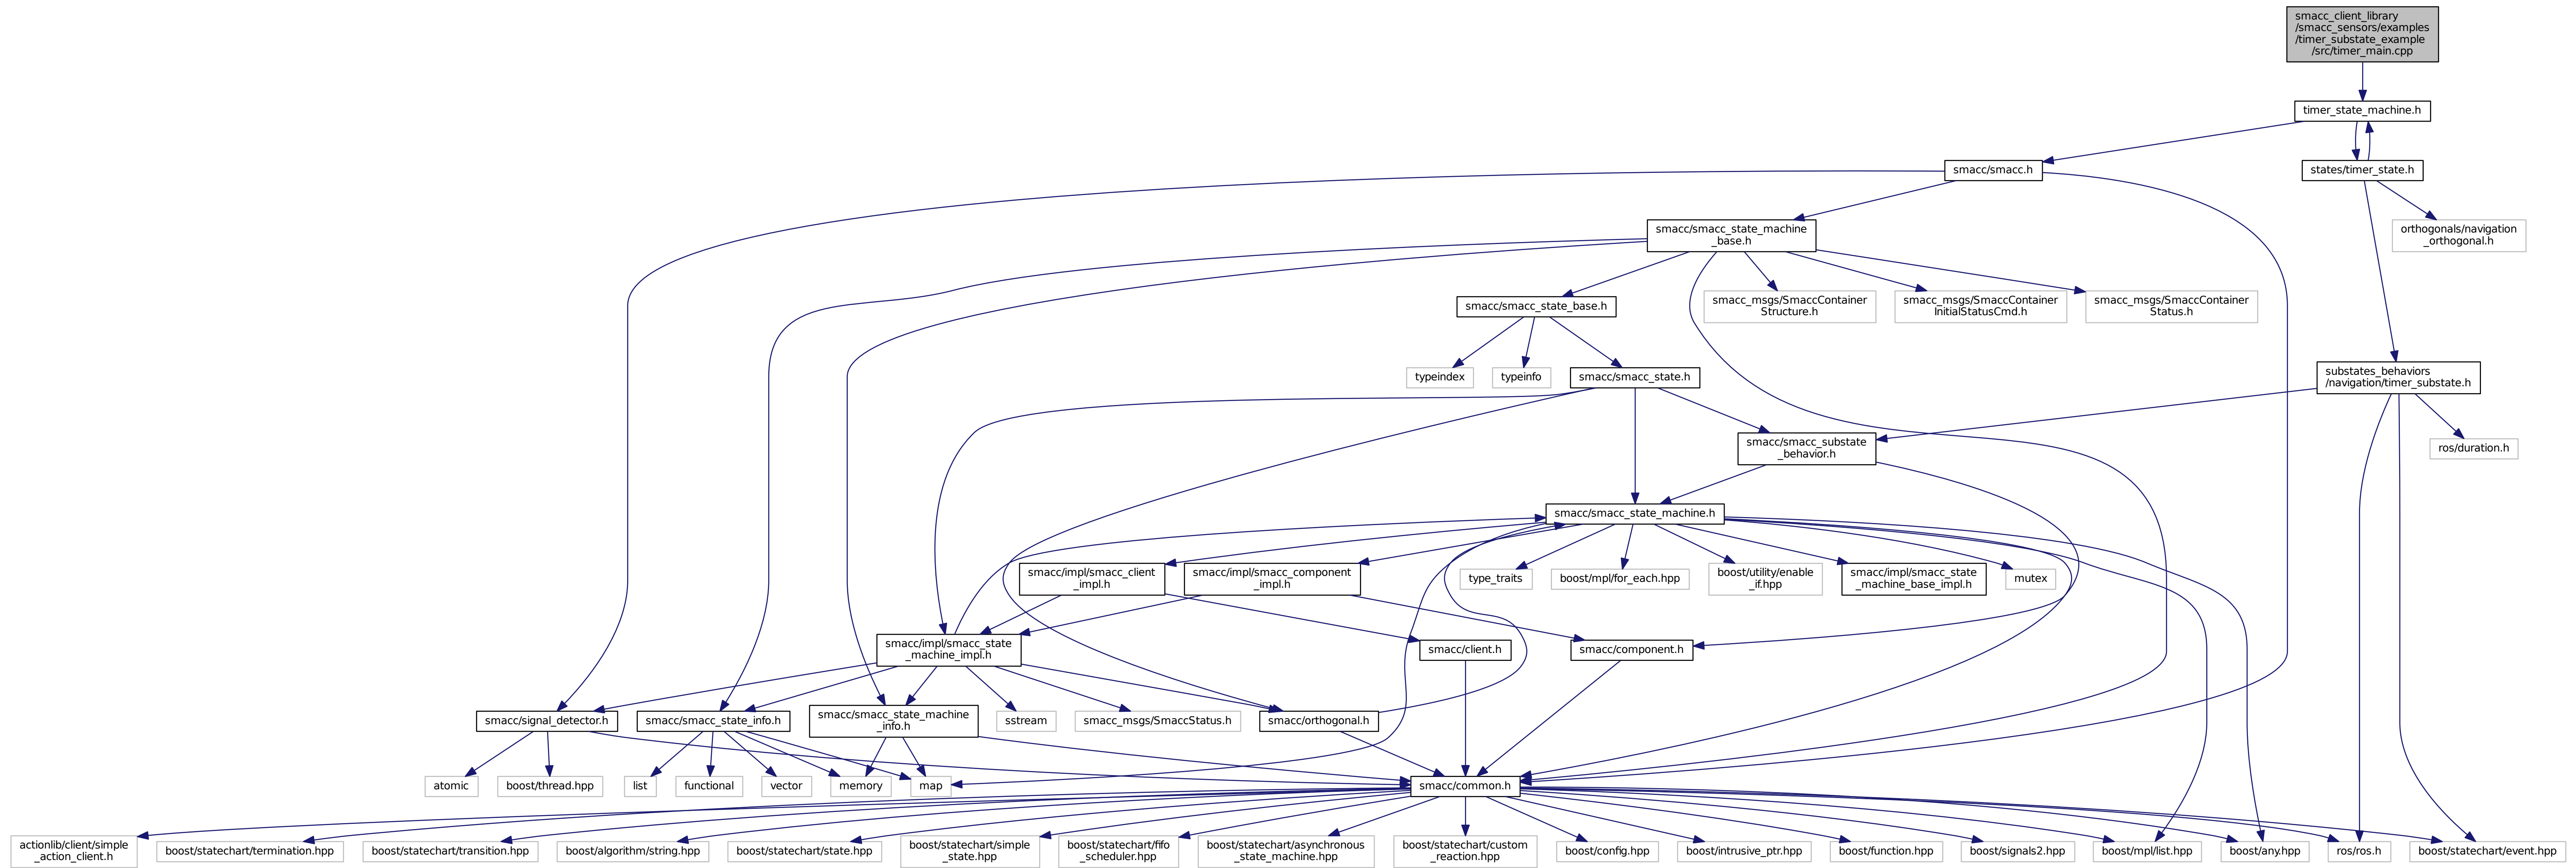 smacc_client_library
/smacc_sensors/examples
/timer_substate_example
/src/timer_main.cpp
timer_state_machine.h
smacc/smacc.h
states/timer_state.h
smacc/smacc_state_machine
_base.h
orthogonals/navigation
_orthogonal.h
smacc/smacc_state_base.h
smacc_msgs/SmaccContainer
Structure.h
smacc_msgs/SmaccContainer
InitialStatusCmd.h
smacc_msgs/SmaccContainer
Status.h
typeindex
typeinfo
smacc/smacc_state.h
substates_behaviors
/navigation/timer_substate.h
smacc/smacc_substate
_behavior.h
ros/duration.h
smacc/smacc_state_machine.h
smacc/impl/smacc_client
_impl.h
smacc/impl/smacc_component
_impl.h
type_traits
boost/mpl/for_each.hpp
boost/utility/enable
_if.hpp
smacc/impl/smacc_state
_machine_base_impl.h
mutex
smacc/impl/smacc_state
_machine_impl.h
smacc/client.h
smacc/component.h
smacc/signal_detector.h
smacc/smacc_state_info.h
smacc/smacc_state_machine
_info.h
sstream
smacc_msgs/SmaccStatus.h
smacc/orthogonal.h
atomic
boost/thread.hpp
list
functional
vector
memory
map
smacc/common.h
actionlib/client/simple
_action_client.h
boost/statechart/termination.hpp
boost/statechart/transition.hpp
boost/algorithm/string.hpp
boost/statechart/state.hpp
boost/statechart/simple
_state.hpp
boost/statechart/fifo
_scheduler.hpp
boost/statechart/asynchronous
_state_machine.hpp
boost/statechart/custom
_reaction.hpp
boost/config.hpp
boost/intrusive_ptr.hpp
boost/function.hpp
boost/signals2.hpp
boost/mpl/list.hpp
boost/any.hpp
ros/ros.h
boost/statechart/event.hpp